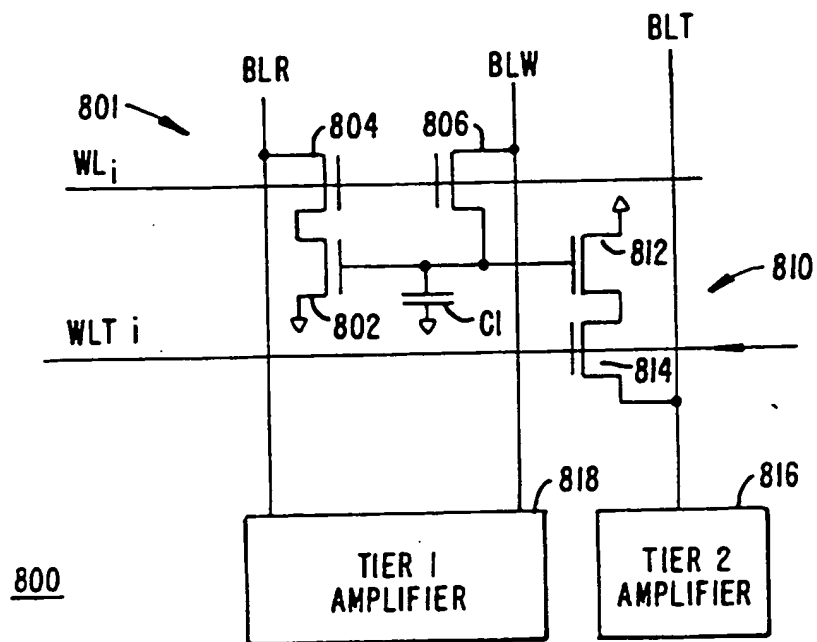 BLT
BLR
BLW
801
804
806
WLi
812
810
802
C1
WLT i
814
818
816
TIER 1
AMPLIFIER
TIER 2
AMPLIFIER
800